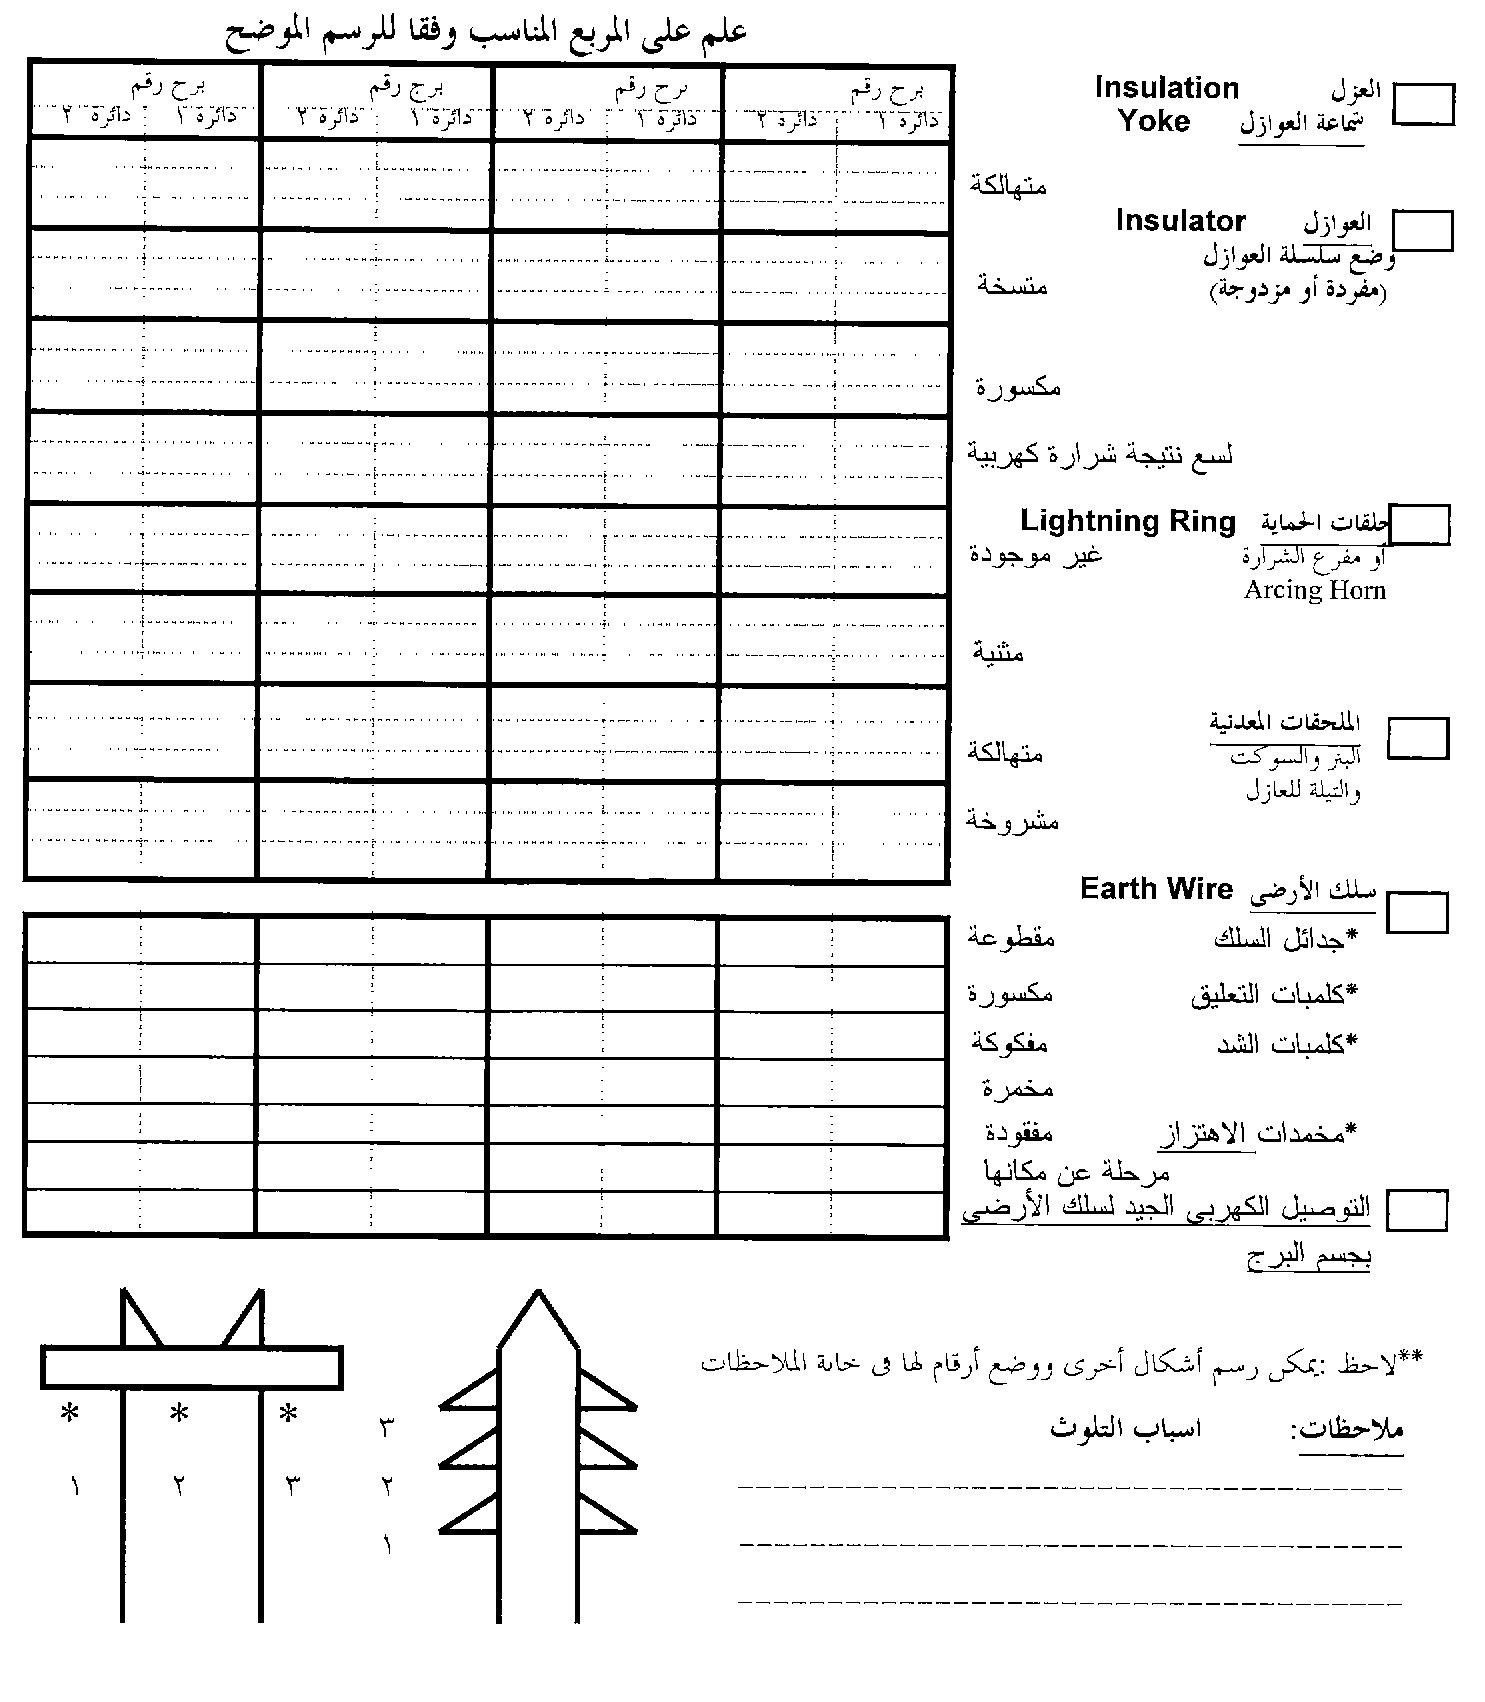 علم على المربع المناسب وفقا للرسم الموضح
برج رقم برج رقم برج رقم برج رقم
دائرة ١ دائرة ٢ دائرة ١ دائرة ٢ دائرة ١ دائرة ٢ دائرة ١ دائرة ٢
العزل Insulation
شماعة العوازل Yoke
متهالكة
العوازل Insulator
وضع سلسلة العوازل
(مفردة أو مزدوجة) متسخة
مكسورة
لسع نتيجة شرارة كهربية
حلقات الحماية Lightning Ring
أو مفرع الشرارة غير موجودة
Arcing Horn
مثنية
الملحقات المعدنية
البنز والسوكت متهالكة
والتيلة للعازل
مشروخة
سلك الأرضى Earth Wire
*جدائل السلك مقطوعة
*كلمبات التعليق مكسورة
*كلمبات الشد مفكوكة
مخمرة
*مخمدات الاهتزاز مفقودة
مرحلة عن مكانها
التوصيل الكهربى الجيد لسلك الأرضى
بجسم البرج
**لاحظ :يمكن رسم أشكال أخرى ووضع أرقام لها فى خانة الملاحظات
ملاحظات: اسباب التلوث
* * *
١ ٢ ٣
٣
٢
١